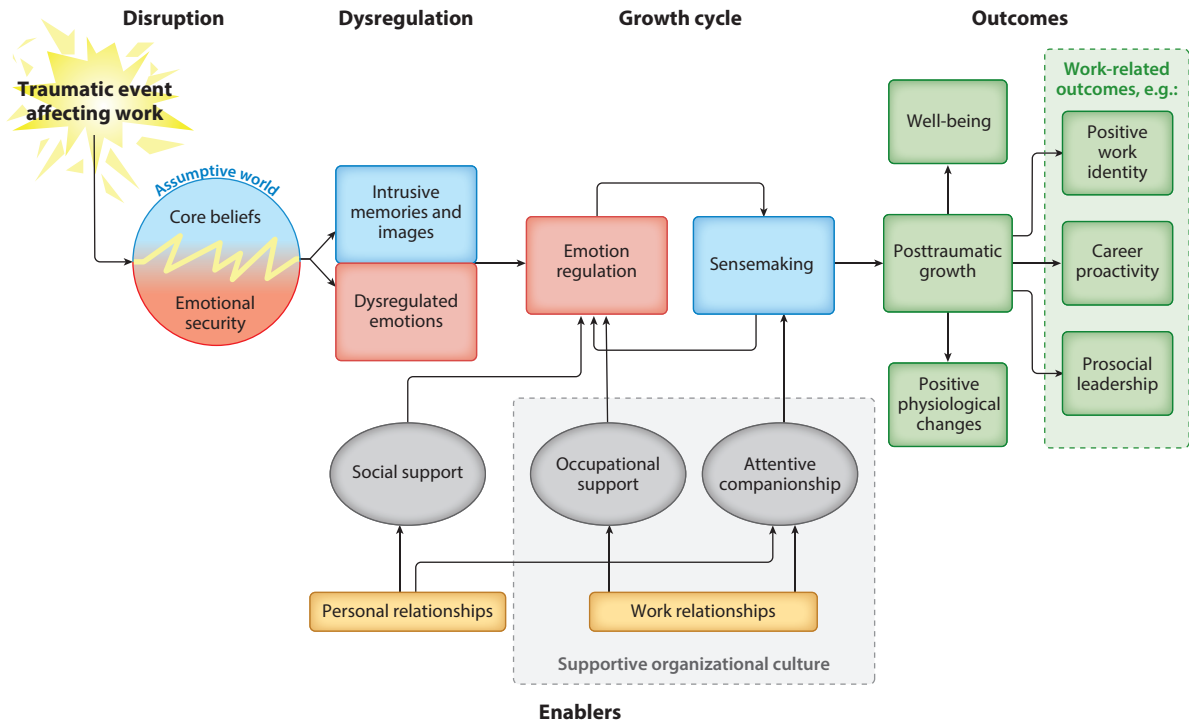 Disruption
Dysregulation
Growth cycle
Outcomes
Traumatic event
affecting work
Assumptive world
Core beliefs
Emotional
security
Intrusive
memories and
images
Dysregulated
emotions
Emotion
regulation
Sensemaking
Well-being
Posttraumatic
growth
Positive
physiological
changes
Work-related
outcomes, e.g.:
Positive
work
identity
Career
proactivity
Prosocial
leadership
Social support
Occupational
support
Attentive
companionship
Personal relationships
Work relationships
Supportive organizational culture
Enablers